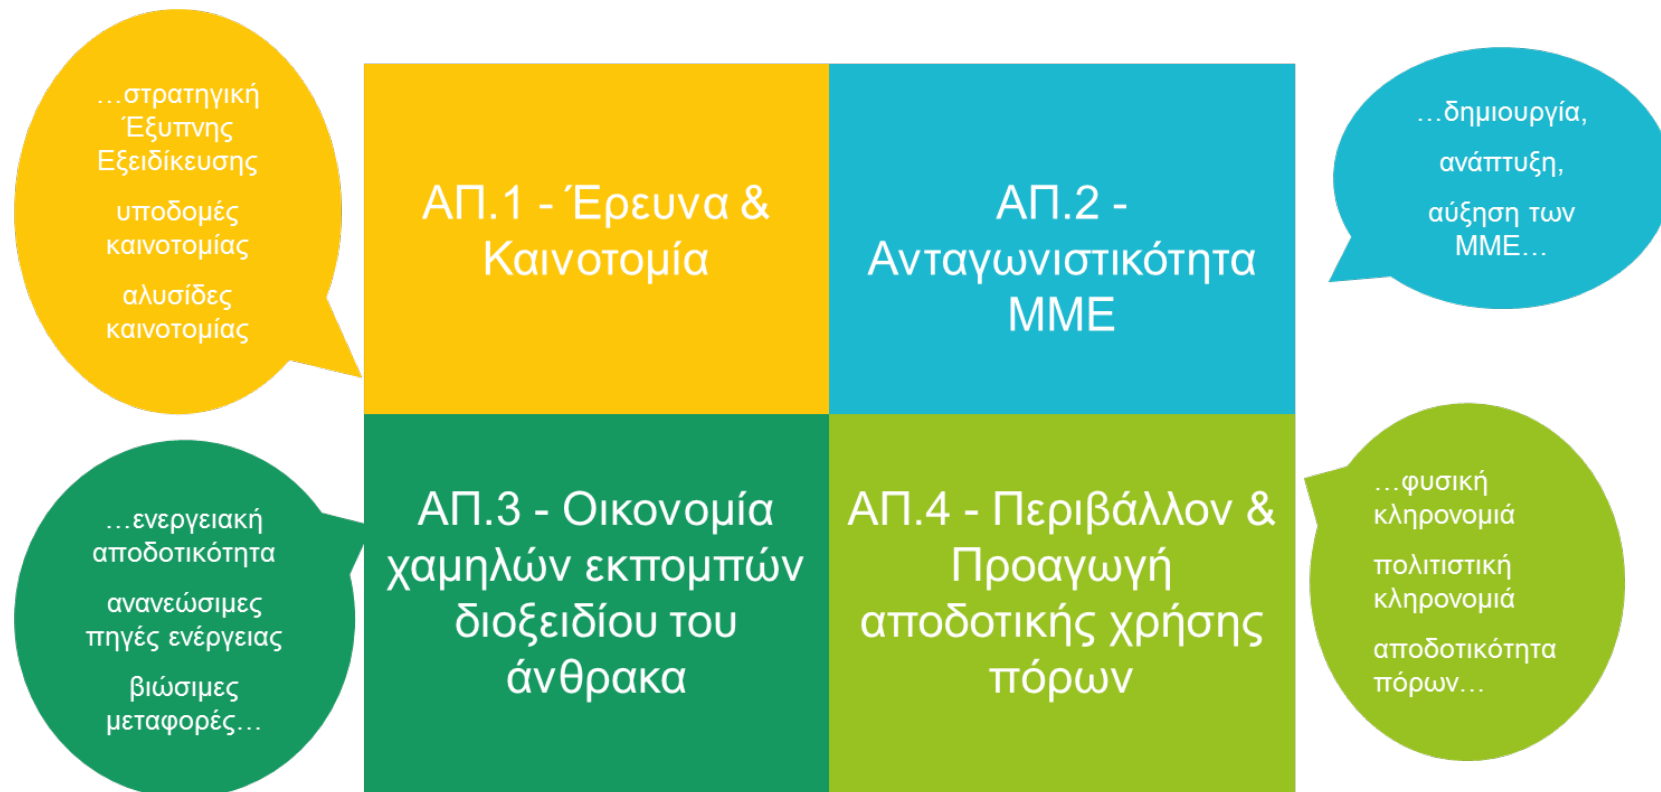 …στρατηγική
Έξυπνης
Εξειδίκευσης
υποδομές
καινοτομίας
αλυσίδες
καινοτομίας
ΑΠ.1 - Έρευνα &
Καινοτομία
ΑΠ.2 -
Ανταγωνιστικότητα
ΜΜΕ
…δημιουργία,
ανάπτυξη,
αύξηση των
ΜΜΕ…
…ενεργειακή
αποδοτικότητα
ανανεώσιμες
πηγές ενέργειας
βιώσιμες
μεταφορές…
ΑΠ.3 - Οικονομία
χαμηλών εκπομπών
διοξειδίου του
άνθρακα
ΑΠ.4 - Περιβάλλον &
Προαγωγή
αποδοτικής χρήσης
πόρων
…φυσική
κληρονομιά
πολιτιστική
κληρονομιά
αποδοτικότητα
πόρων…